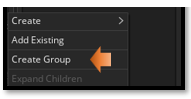 Create
Add Existing
Create Group
Expand Children